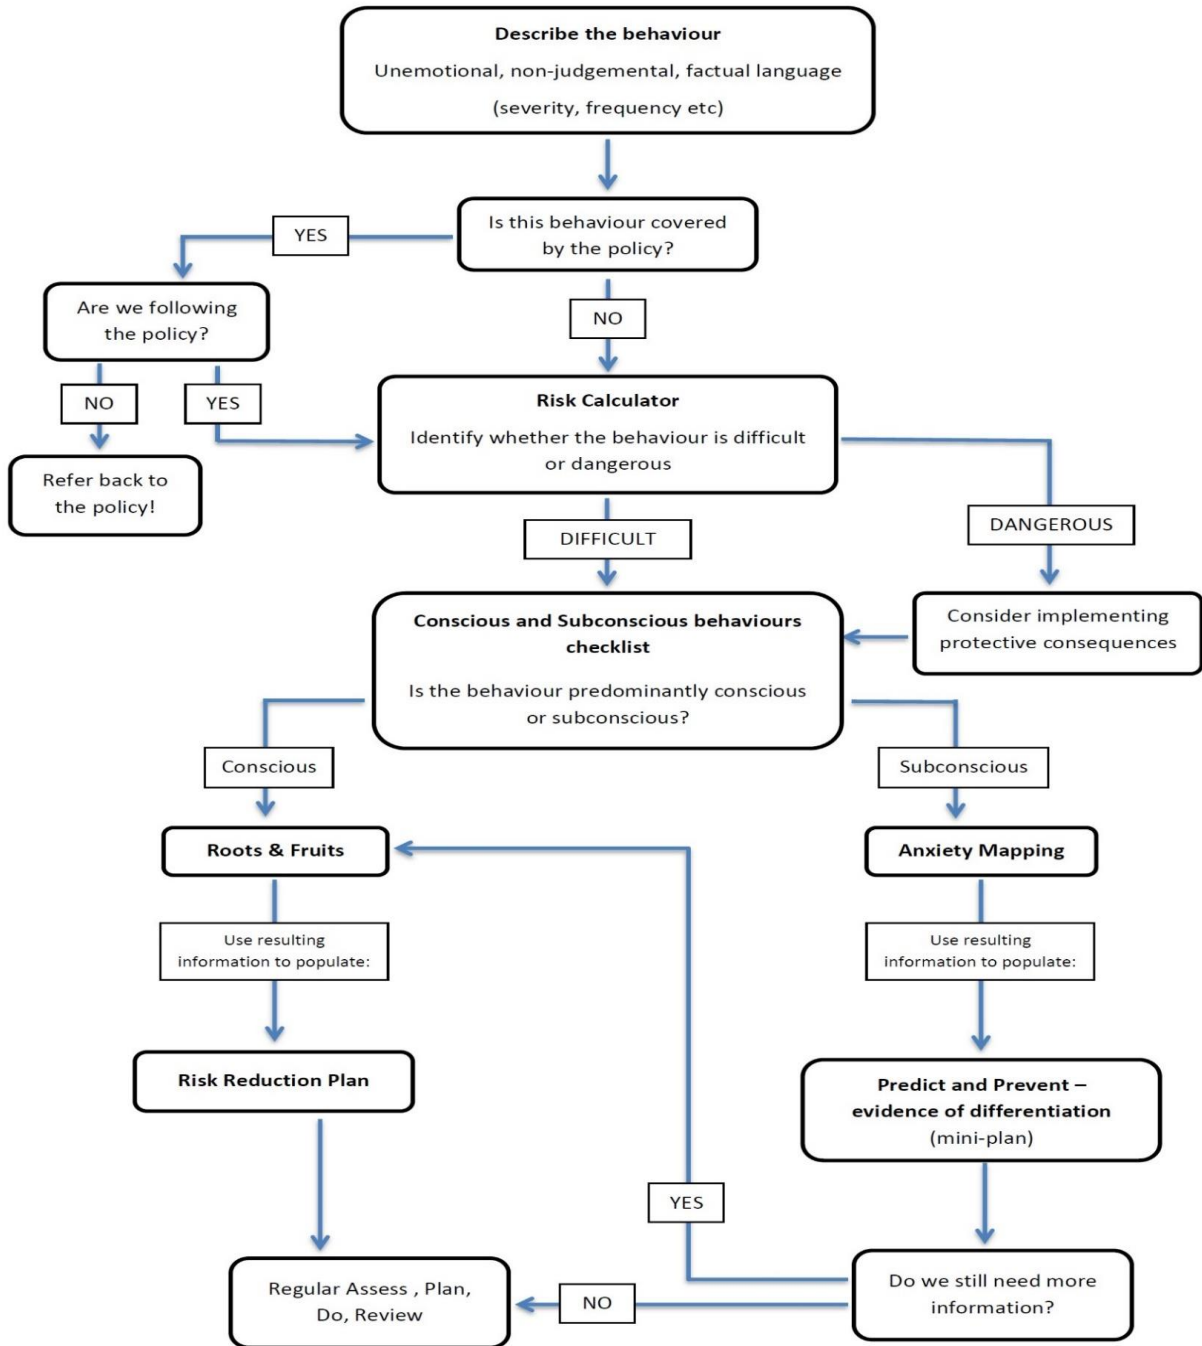 Describe the behaviour
Unemotional, non-judgemental, factual language
(severity, frequency etc)
Is this behaviour covered
by the policy?
YES
Are we following
the policy?
NO
NO
YES
Refer back to
the policy!
Risk Calculator
Identify whether the behaviour is difficult
or dangerous
DIFFICULT
DANGEROUS
Consider implementing
protective consequences
Conscious and Subconscious behaviours
checklist
Is the behaviour predominantly conscious
or subconscious?
Conscious
Subconscious
Roots & Fruits
Anxiety Mapping
Use resulting
information to populate:
Use resulting
information to populate:
Risk Reduction Plan
Predict and Prevent –
evidence of differentiation
(mini-plan)
YES
Regular Assess , Plan,
Do, Review
NO
Do we still need more
information?